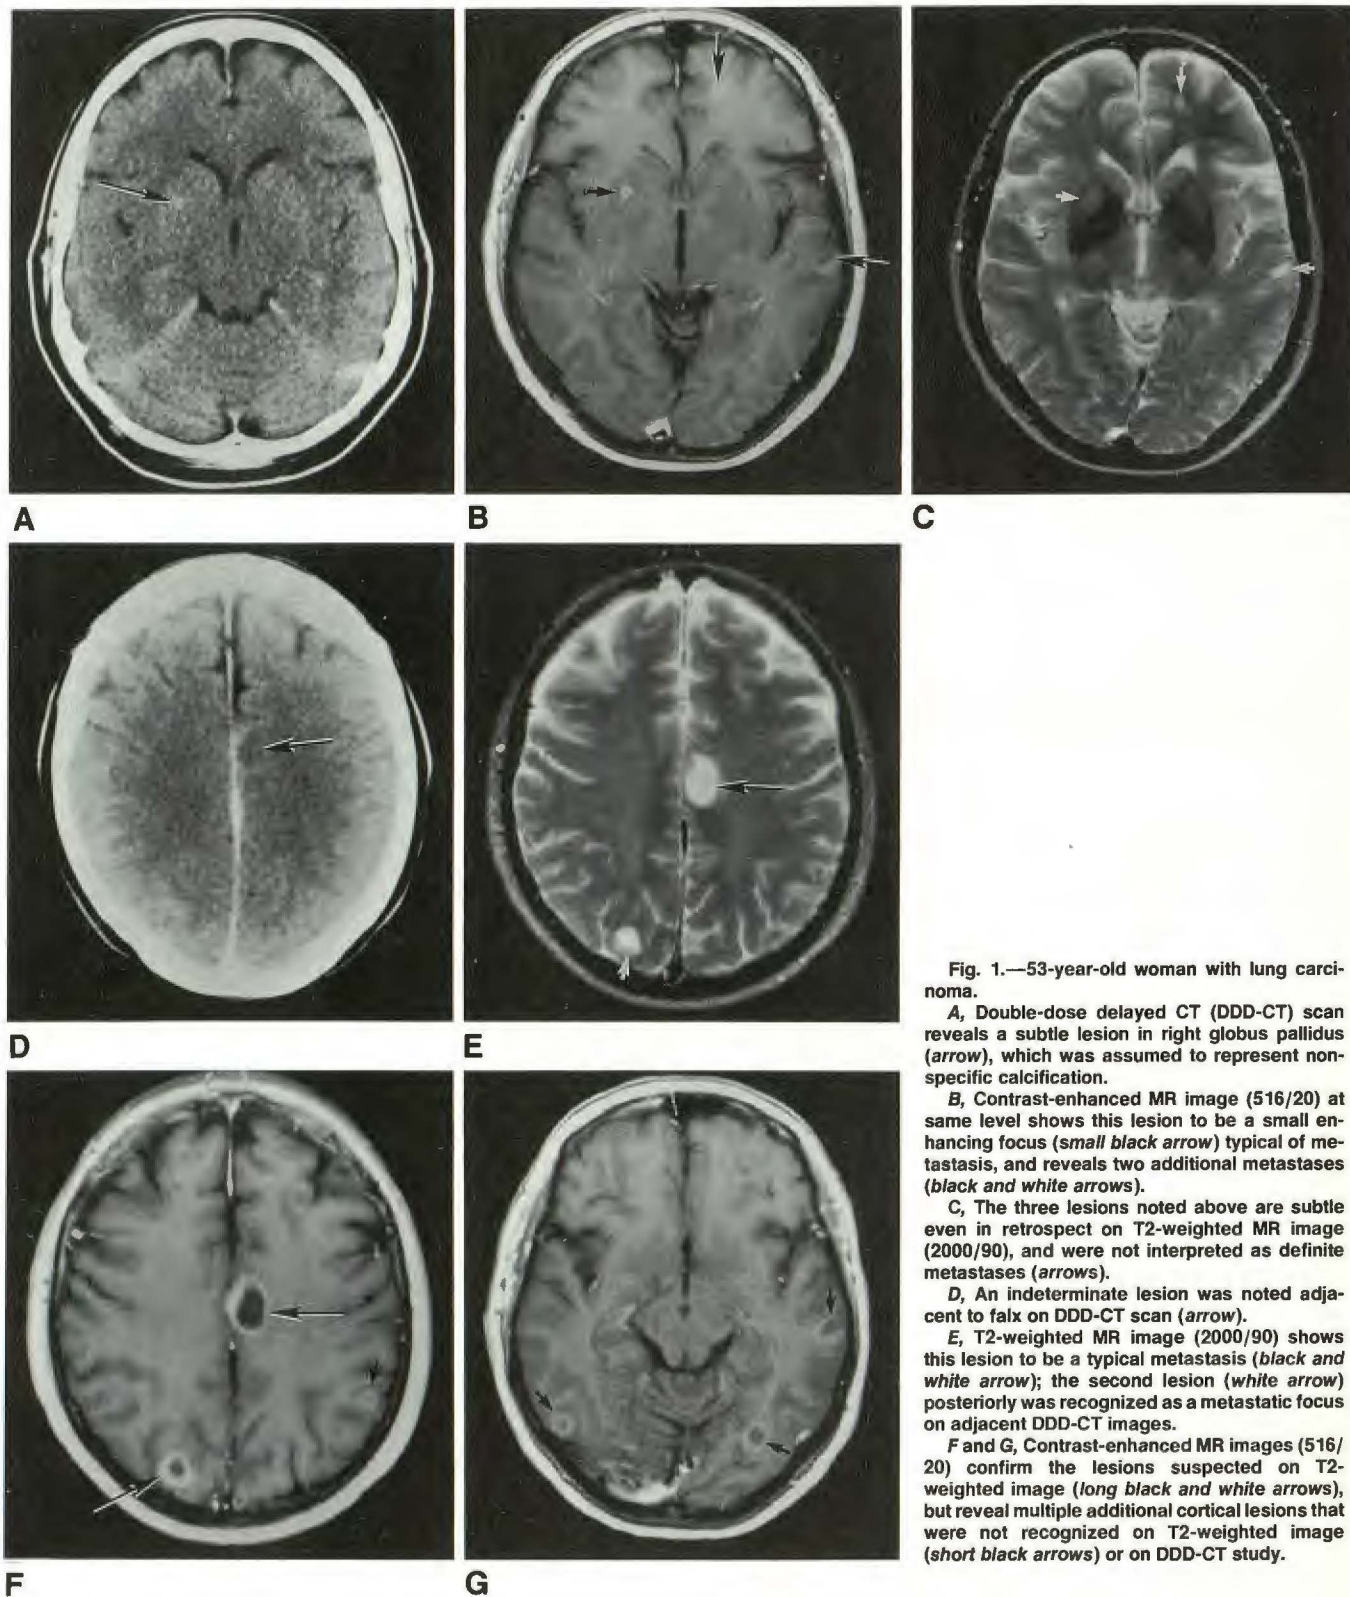 A
B
C
D
E
F
G
Fig. 1.—53-year-old woman with lung carci-
noma.
A, Double-dose delayed CT (DDD-CT) scan
reveals a subtle lesion in right globus pallidus
(arrow), which was assumed to represent non-
specific calcification.
B, Contrast-enhanced MR image (516/20) at
same level shows this lesion to be a small en-
hancing focus (small black arrow) typical of me-
tastasis, and reveals two additional metastases
(black and white arrows).
C, The three lesions noted above are subtle
even in retrospect on T2-weighted MR image
(2000/90), and were not interpreted as definite
metastases (arrows).
D, An indeterminate lesion was noted adja-
cent to falx on DDD-CT scan (arrow).
E, T2-weighted MR image (2000/90) shows
this lesion to be a typical metastasis (black and
white arrow); the second lesion (white arrow)
posteriorly was recognized as a metastatic focus
on adjacent DDD-CT images.
F and G, Contrast-enhanced MR images (516/
20) confirm the lesions suspected on T2-
weighted image (long black and white arrows),
but reveal multiple additional cortical lesions that
were not recognized on T2-weighted image
(short black arrows) or on DDD-CT study.